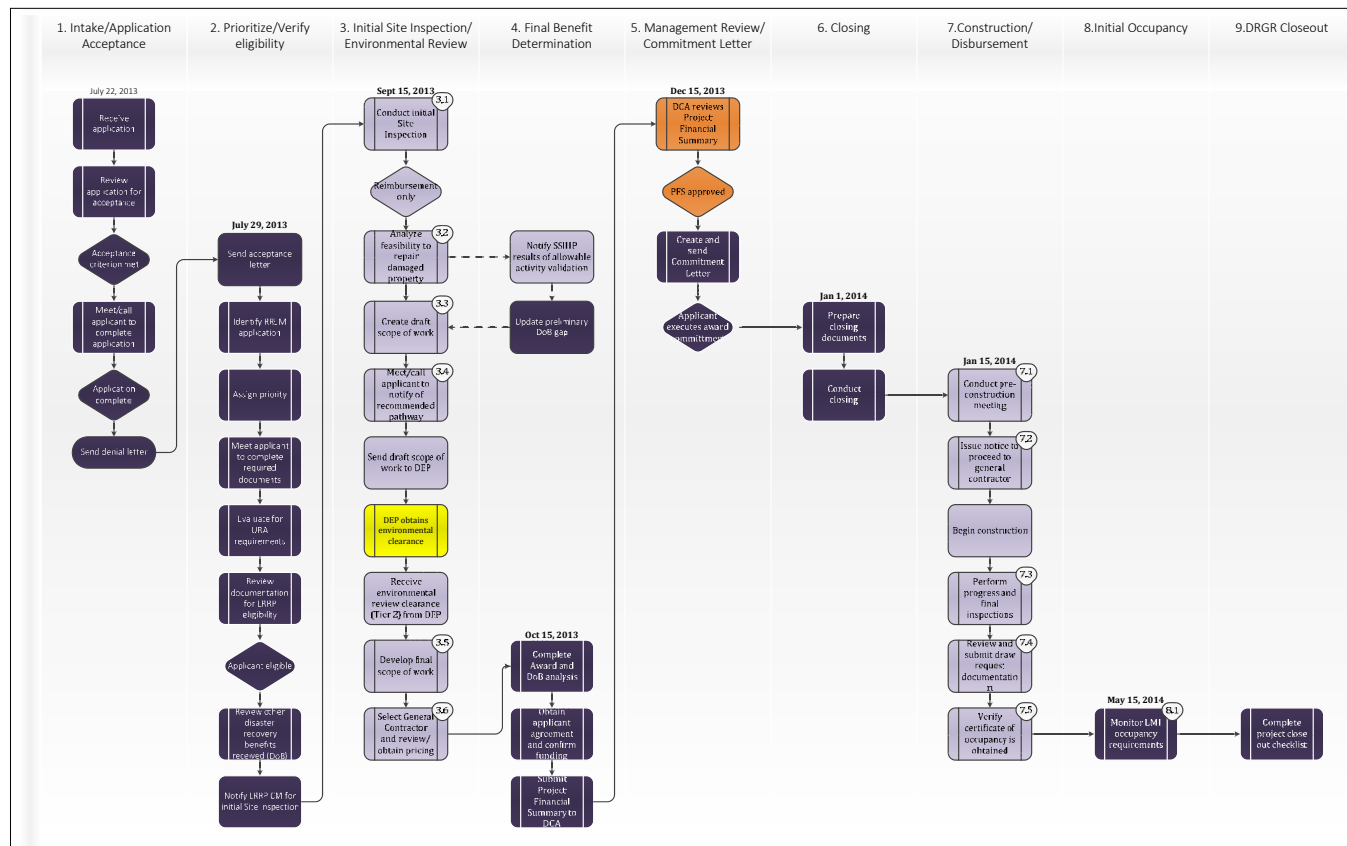 1. Intake/Application
Acceptance
2. Prioritize/Verify
eligibility
3. Initial Site Inspection/
Environmental Review
4. Final Benefit
Determination
5. Management Review/
Commitment Letter
6. Closing
7.Construction/
Disbursement
8.Initial Occupancy
9.DRGR Closeout
July 22, 2013
Receive
application
Review
application for
acceptance
Acceptance
criterion met
Meet/call
applicant to
complete
application
Application
complete
Send denial letter
July 29, 2013
Send acceptance
letter
Identify RREM
application
Assign priority
Meet applicant
to complete
required
documents
Evaluate for
URA
requirements
Review
documentation
for LRRP
eligibility
Applicant eligible
Review other
disaster
recovery
benefits
received (DoB)
Notify LRRP CM for
initial Site Inspection
Sept 15, 2013
3.1
Conduct initial
Site
Inspection
Reimbursement
only
3.2
Analyze
feasibility to
repair
damaged
property
3.3
Create draft
scope of work
3.4
Meet/call
applicant to
notify of
recommended
pathway
Send draft scope of
work to DEP
DEP obtains
environmental
clearance
Receive
environmental
review clearance
(Tier 2) from DEP
3.5
Develop final
scope of work
3.6
Select General
Contractor
and review/
obtain pricing
Notify SSHIP
results of allowable
activity validation
Update preliminary
DoB gap
Oct 15, 2013
Complete
Award and
DoB analysis
Obtain
applicant
agreement
and confirm
funding
Submit
Project
Financial
Summary to
DCA
Dec 15, 2013
DCA reviews
Project
Financial
Summary
PFS approved
Create and
send
Commitment
Letter
Applicant
executes award
committment
Jan 1, 2014
Prepare
closing
documents
Conduct
closing
Jan 15, 2014
7.1
Conduct pre-
construction
meeting
7.2
Issue notice to
proceed to
general
contractor
Begin construction
7.3
Perform
progress and
final
inspections
7.4
Review and
submit draw
request
documentatio
n
7.5
Verify
certificate of
occupancy is
obtained
May 15, 2014
8.1
Monitor LMI
occupancy
requirements
Complete
project close
out checklist